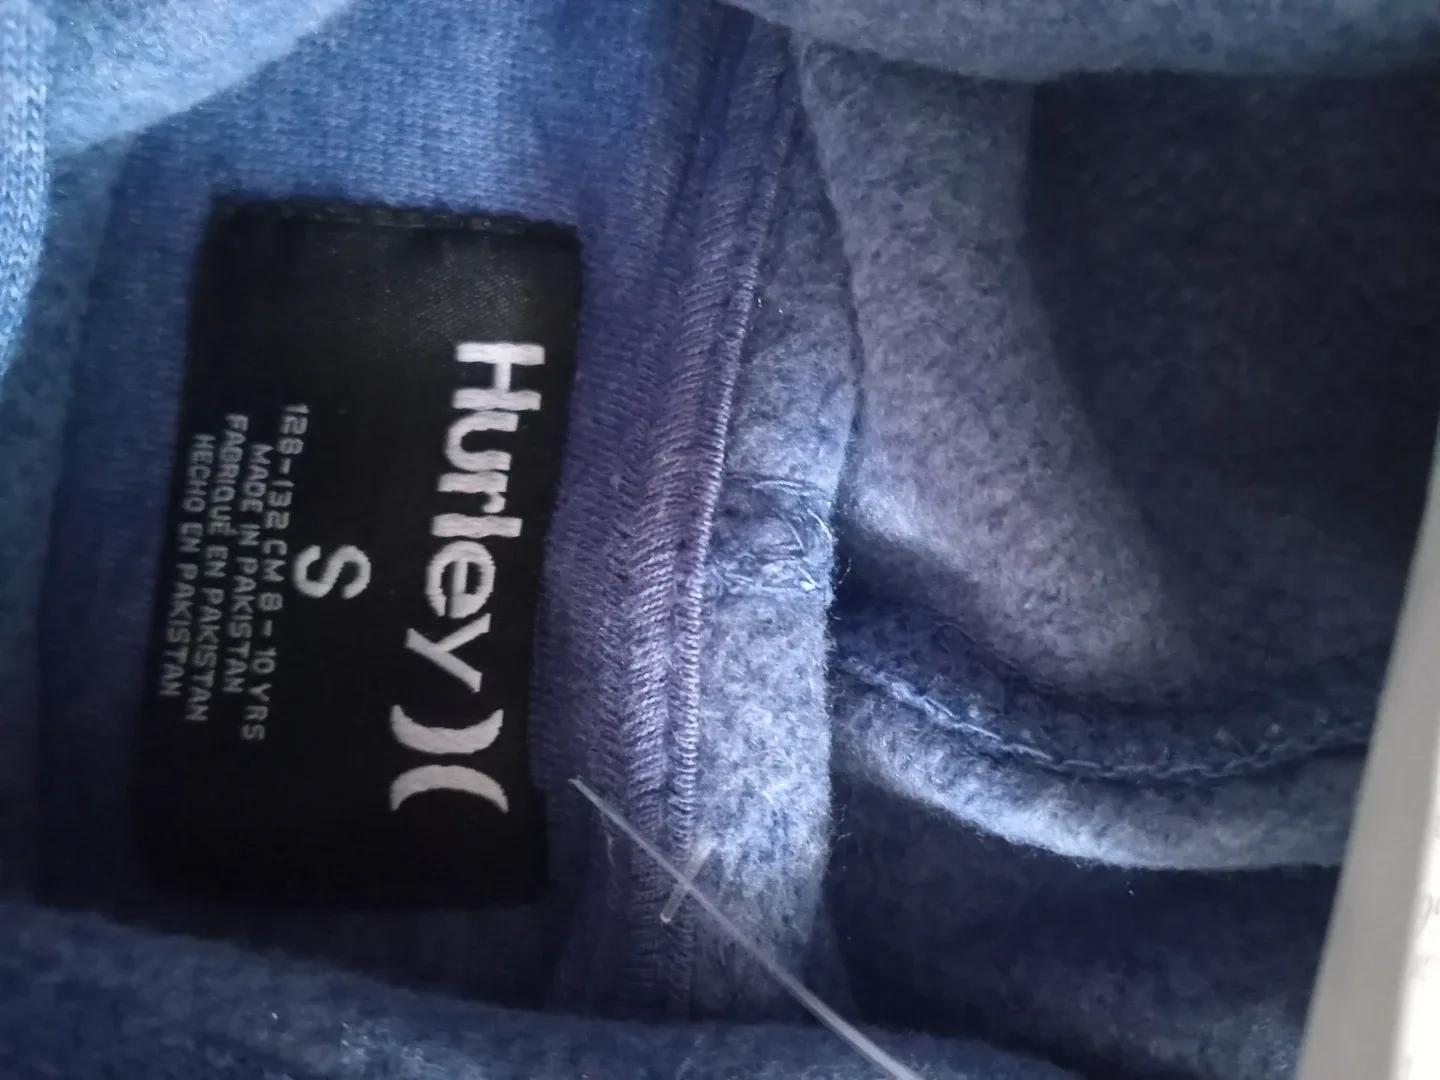 Hurley )(
S
128-132 CM 8-10 YRS
MADE IN PAKISTAN
FABRIQUÉ EN PAKISTAN
HECHO EN PAKISTAN